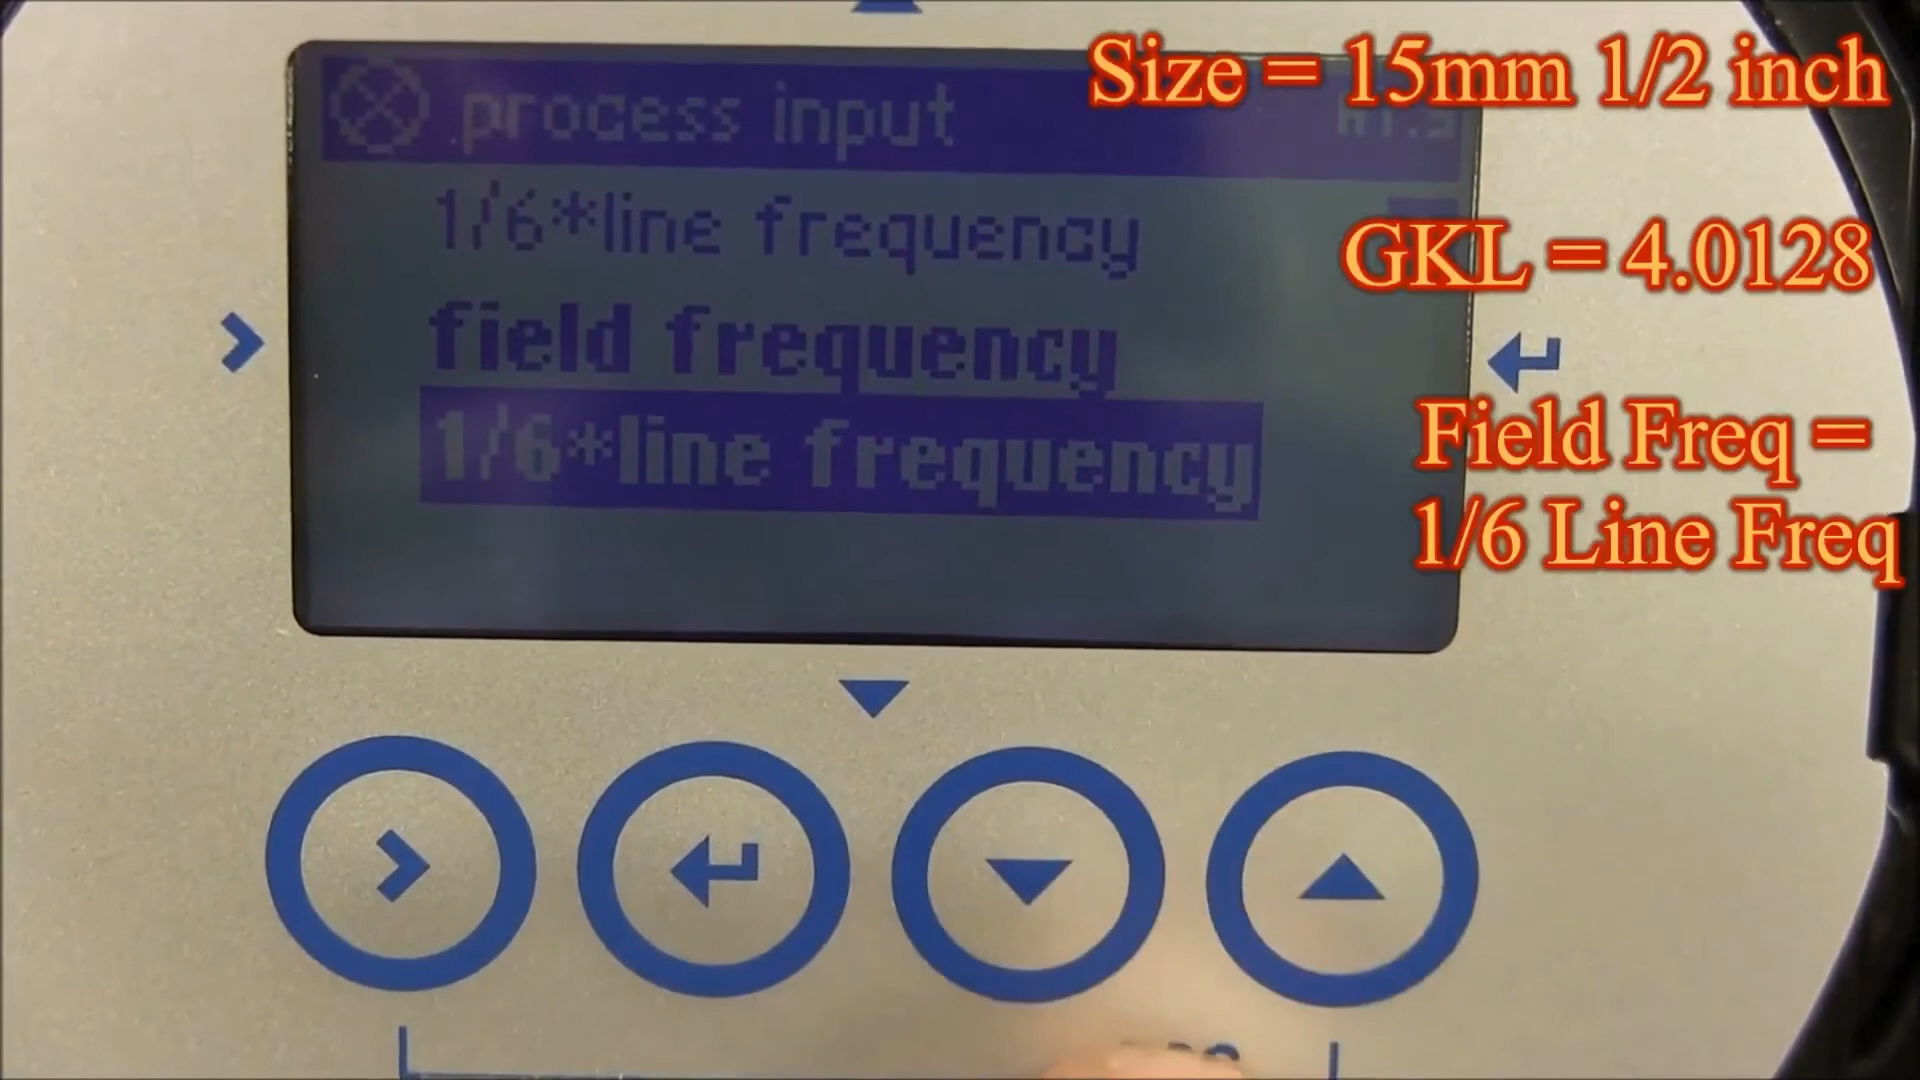 process input
1/6*line frequency
field frequency
1/6*line frequency
Size = 15mm 1/2 inch
GKL = 4.0128
Field Freq =
1/6 Line Freq